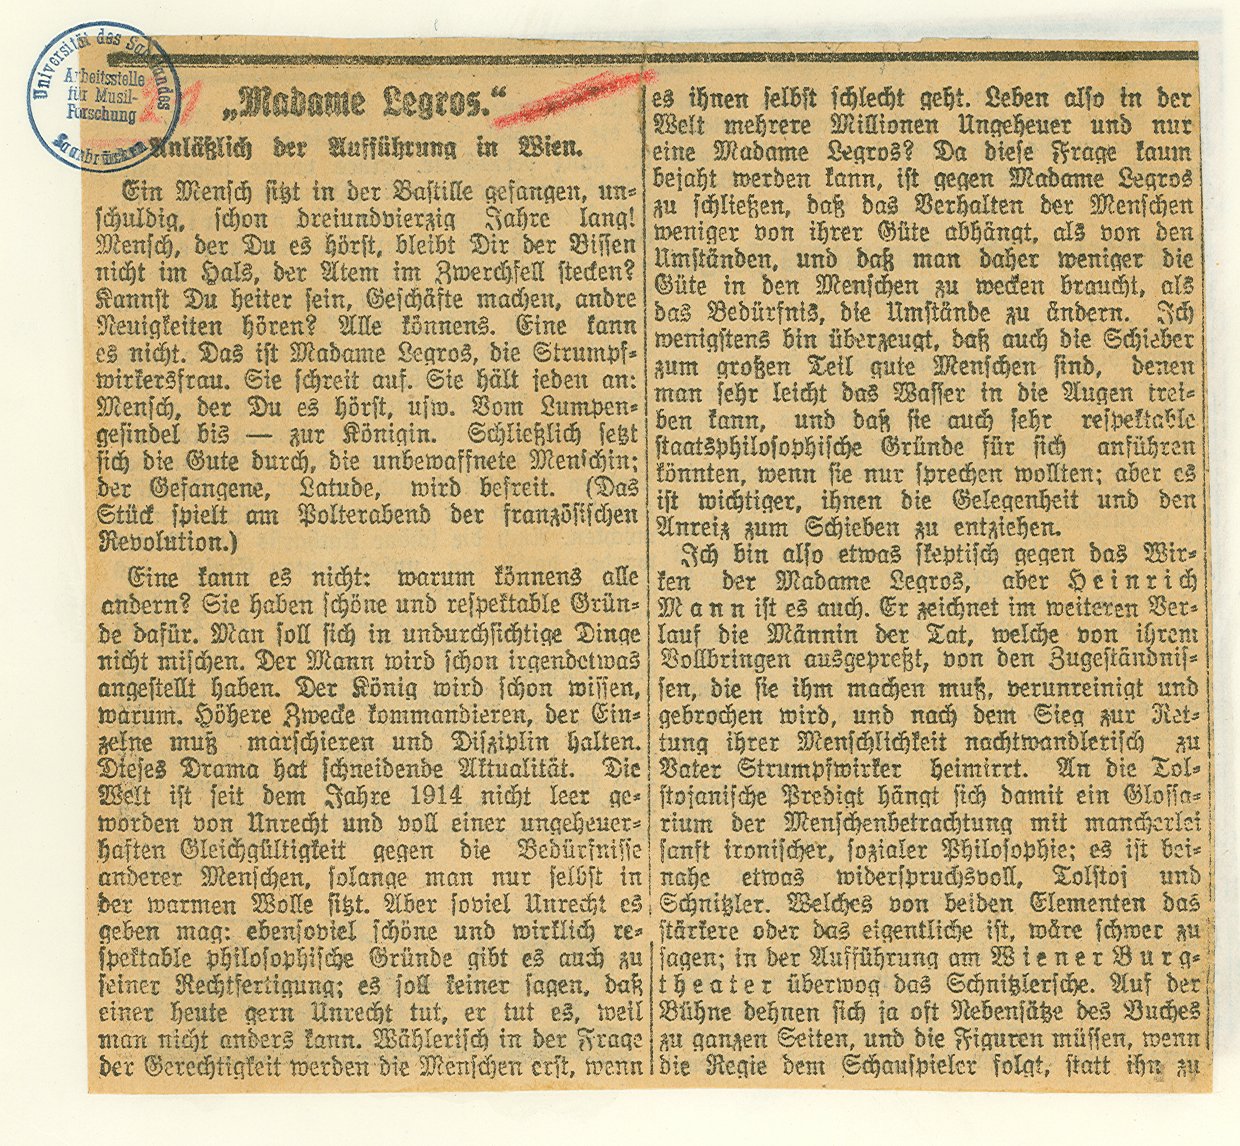 Universität des Saarlandes
Arbeitsstelle
für Musil-
Forschung
Saarbrücken
„Madame Legros.“
Anläßlich der Aufführung in Wien.
Ein Mensch sitzt in der Bastille gefangen, un-
schuldig, schon dreiundvierzig Jahre lang!
Mensch, der Du es hörst, bleibt Dir der Bissen
nicht im Hals, der Atem im Zwerchfell stecken?
Kannst Du heiter sein, Geschäfte machen, andre
Neuigkeiten hören? Alle könnens. Eine kann
es nicht. Das ist Madame Legros, die Strumpf-
wirkersfrau. Sie schreit auf. Sie hält jeden an:
Mensch, der Du es hörst, usw. Vom Lumpen-
gesindel bis — zur Königin. Schließlich setzt
sich die Gute durch, die unbewaffnete Menschin;
der Gefangene, Latude, wird befreit. (Das
Stück spielt am Polterabend der französischen
Revolution.)
Eine kann es nicht: warum könnens alle
andern? Sie haben schöne und respektable Grün-
de dafür. Man soll sich in undurchsichtige Dinge
nicht mischen. Der Mann wird schon irgendetwas
angestellt haben. Der König wird schon wissen,
warum. Höhere Zwecke kommandieren, der Ein-
zelne muß marschieren und Disziplin halten.
Dieses Drama hat schneidende Aktualität. Die
Welt ist seit dem Jahre 1914 nicht leer ge-
worden von Unrecht und voll einer ungeheuer-
haften Gleichgültigkeit gegen die Bedürfnisse
anderer Menschen, solange man nur selbst in
der warmen Wolle sitzt. Aber soviel Unrecht es
geben mag: ebensoviel schöne und wirklich re-
spektable philosophische Gründe gibt es auch zu
seiner Rechtfertigung; es soll keiner sagen, daß
einer heute gern Unrecht tut, er tut es, weil
man nicht anders kann. Wählerisch in der Frage
der Gerechtigkeit werden die Menschen erst, wenn
es ihnen selbst schlecht geht. Leben also in der
Welt mehrere Millionen Ungeheuer und nur
eine Madame Legros? Da diese Frage kaum
bejaht werden kann, ist gegen Madame Legros
zu schließen, daß das Verhalten der Menschen
weniger von ihrer Güte abhängt, als von den
Umständen, und daß man daher weniger die
Güte in den Menschen zu wecken braucht, als
das Bedürfnis, die Umstände zu ändern. Ich
wenigstens bin überzeugt, daß auch die Schieber
zum großen Teil gute Menschen sind, denen
man sehr leicht das Wasser in die Augen trei-
ben kann, und daß sie auch sehr respektable
staatsphilosophische Gründe für sich anführen
könnten, wenn sie nur sprechen wollten; aber es
ist wichtiger, ihnen die Gelegenheit und den
Anreiz zum Schieben zu entziehen.
Ich bin also etwas skeptisch gegen das Wir-
ken der Madame Legros, aber Heinrich
Mann ist es auch. Er zeichnet im weiteren Ver-
lauf die Männin der Tat, welche von ihrem
Vollbringen ausgepreßt, von den Zugeständnis-
sen, die sie ihm machen muß, verunreinigt und
gebrochen wird, und nach dem Sieg zur Ret-
tung ihrer Menschlichkeit nachtwandlerisch zu
Vater Strumpfwirker heimirrt. An die Tol-
stojanische Predigt hängt sich damit ein Glossa-
rium der Menschenbetrachtung mit mancherlei
sanft ironischer, sozialer Philosophie; es ist bei-
nahe etwas widerspruchsvoll, Tolstoj und
Schnitzler. Welches von beiden Elementen das
stärkere oder das eigentliche ist, wäre schwer zu
sagen; in der Aufführung am Wiener Burg-
theater überwog das Schnitzlersche. Auf der
Bühne dehnen sich ja oft Nebensätze des Buches
zu ganzen Seiten, und die Figuren müssen, wenn
die Regie dem Schauspieler folgt, statt ihn zu